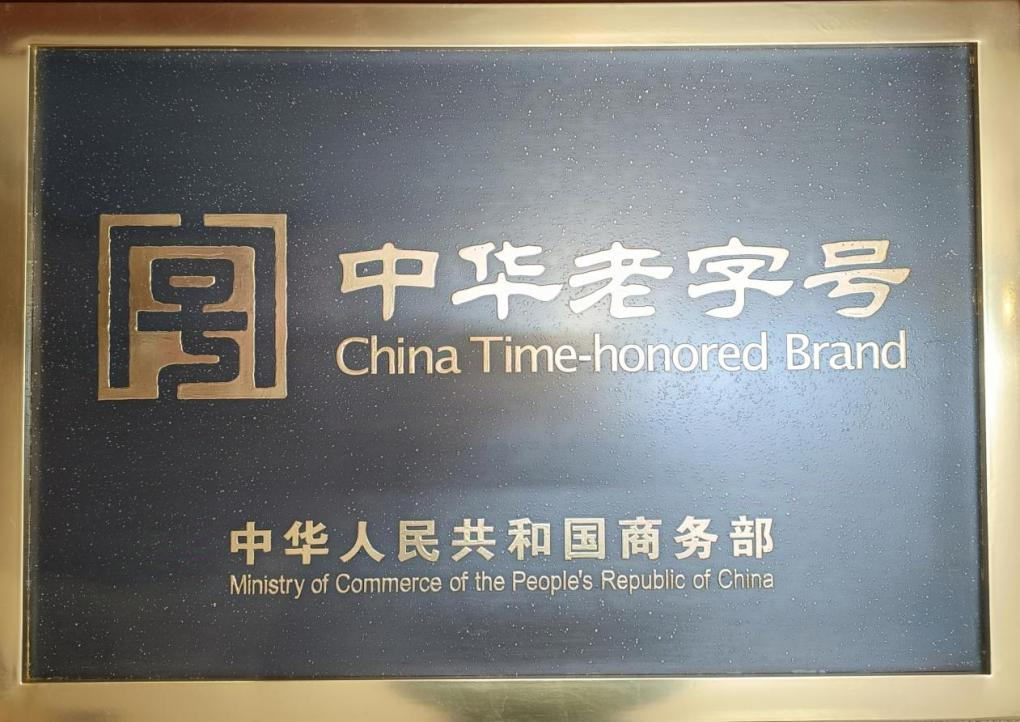 中华老字号
China Time-honored Brand
中华人民共和国商务部
Ministry of Commerce of the People's Republic of China